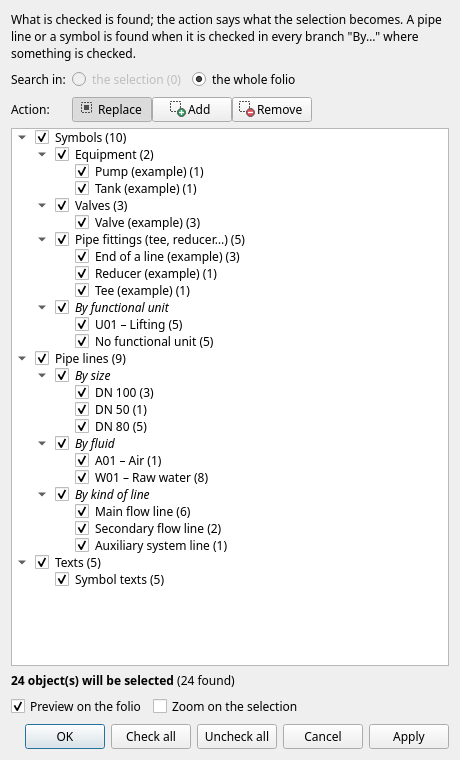 What is checked is found; the action says what the selection becomes. A pipe
line or a symbol is found when it is checked in every branch "By..." where
something is checked.
Search in: the selection (0) the whole folio
Action: Replace Add Remove
Symbols (10)
Equipment (2)
Pump (example) (1)
Tank (example) (1)
Valves (3)
Valve (example) (3)
Pipe fittings (tee, reducer...) (5)
End of a line (example) (3)
Reducer (example) (1)
Tee (example) (1)
By functional unit
U01 – Lifting (5)
No functional unit (5)
Pipe lines (9)
By size
DN 100 (3)
DN 50 (1)
DN 80 (5)
By fluid
A01 – Air (1)
W01 – Raw water (8)
By kind of line
Main flow line (6)
Secondary flow line (2)
Auxiliary system line (1)
Texts (5)
Symbol texts (5)
24 object(s) will be selected (24 found)
Preview on the folio Zoom on the selection
OK Check all Uncheck all Cancel Apply